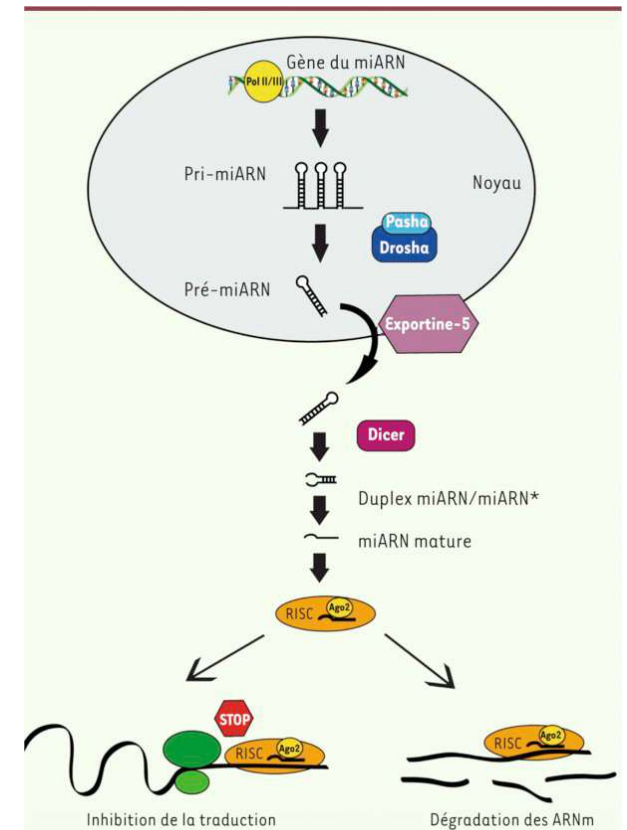 Gène du miARN
Pol II/III
Pri-miARN
Noyau
Pasha
Drosha
Pré-miARN
Exportine-5
Dicer
Duplex miARN/miARN*
miARN mature
RISC
Ago2
STOP
RISC
Ago2
RISC
Ago2
Inhibition de la traduction
Dégradation des ARNm